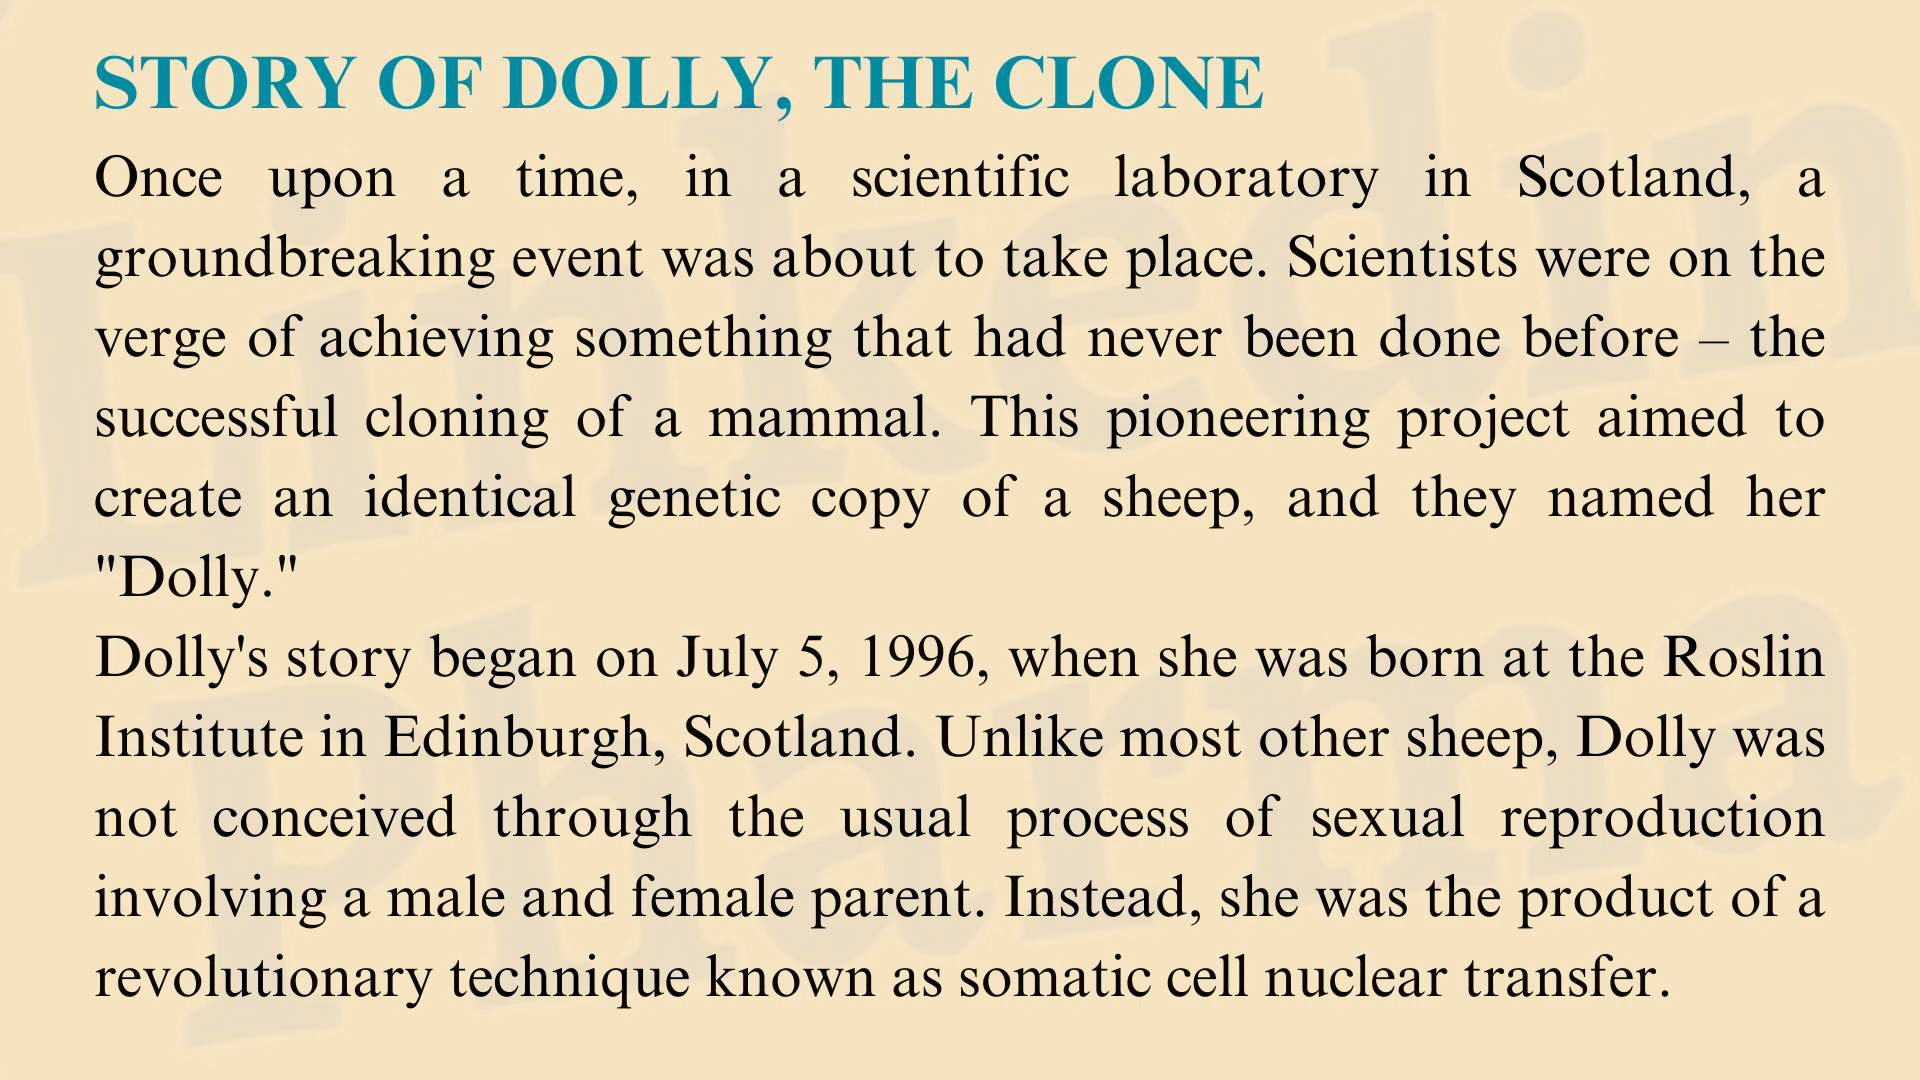 STORY OF DOLLY, THE CLONE
Once upon a time, in a scientific laboratory in Scotland, a
groundbreaking event was about to take place. Scientists were on the
verge of achieving something that had never been done before – the
successful cloning of a mammal. This pioneering project aimed to
create an identical genetic copy of a sheep, and they named her
"Dolly."
Dolly's story began on July 5, 1996, when she was born at the Roslin
Institute in Edinburgh, Scotland. Unlike most other sheep, Dolly was
not conceived through the usual process of sexual reproduction
involving a male and female parent. Instead, she was the product of a
revolutionary technique known as somatic cell nuclear transfer.
Linkedin
Pharma